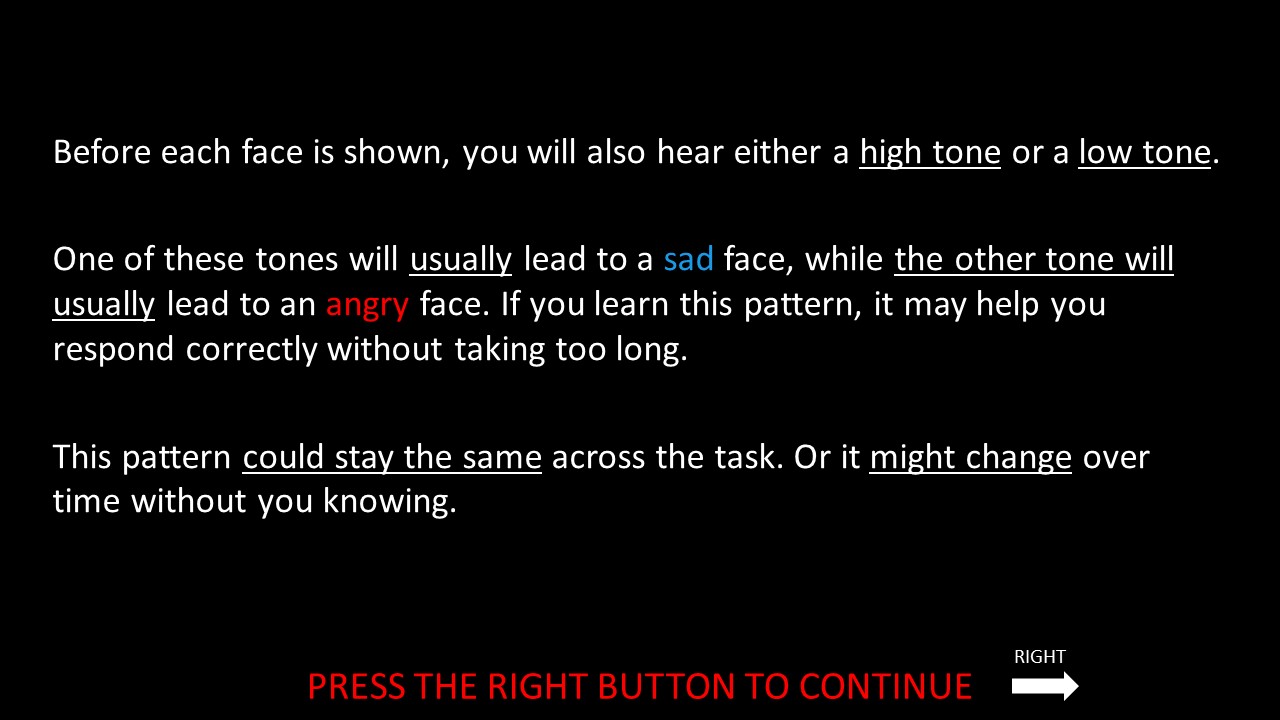 Before each face is shown, you will also hear either a high tone or a low tone.
One of these tones will usually lead to a sad face, while the other tone will
usually lead to an angry face. If you learn this pattern, it may help you
respond correctly without taking too long.
This pattern could stay the same across the task. Or it might change over
time without you knowing.
RIGHT
PRESS THE RIGHT BUTTON TO CONTINUE